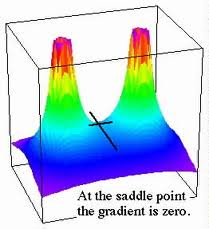 At the saddle point
the gradient is zero.